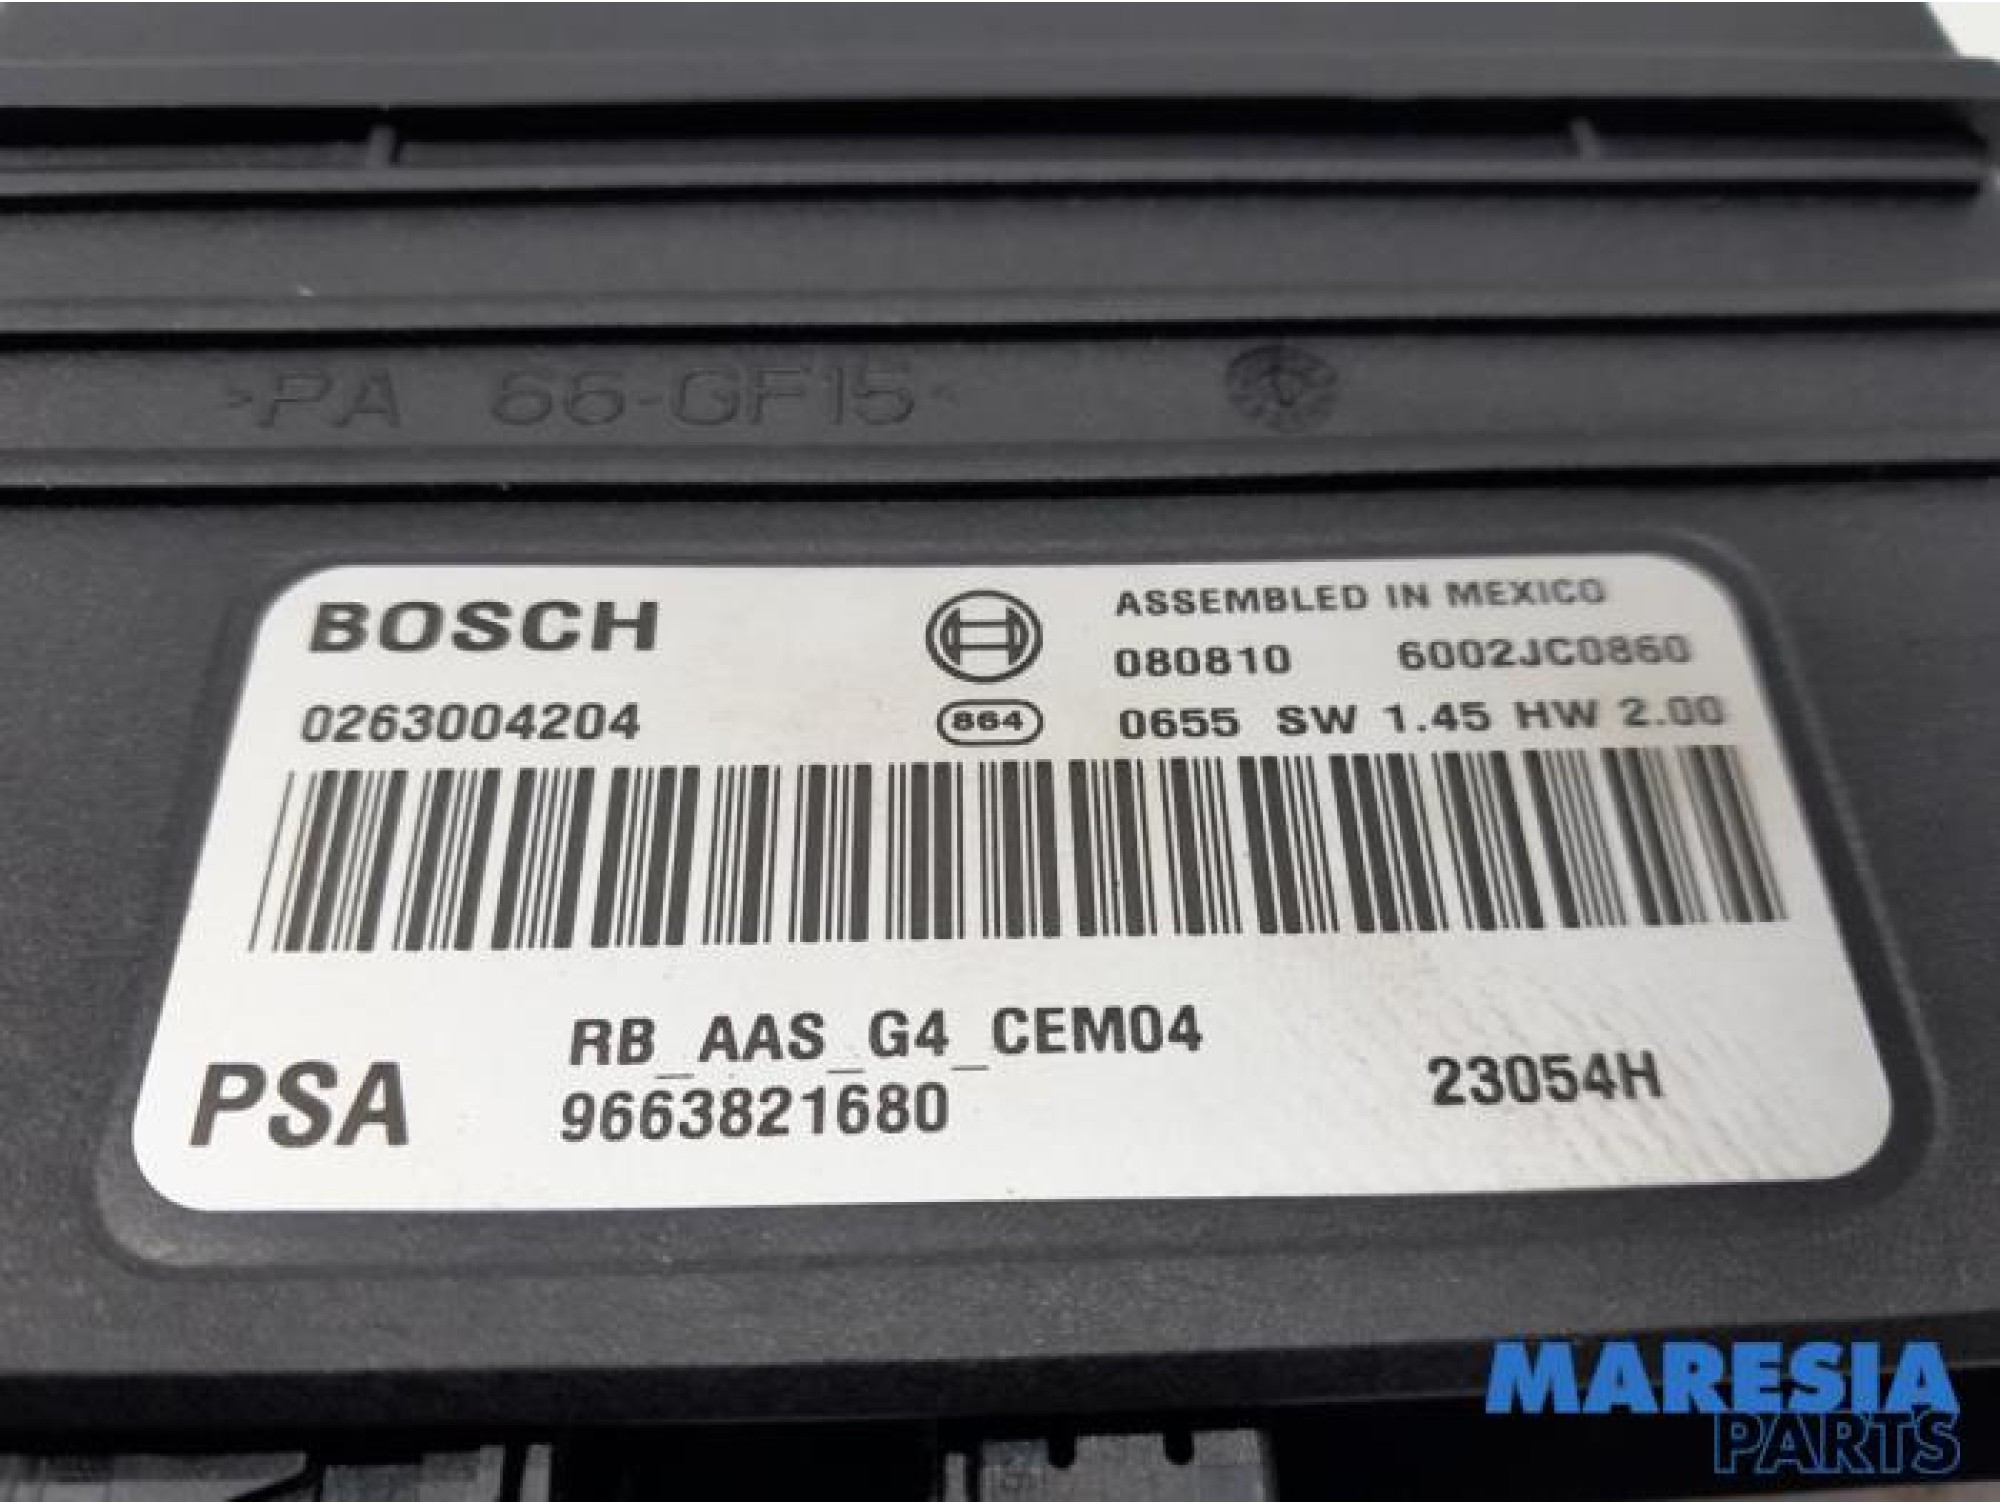 >PA 66-GF15<
BOSCH
ASSEMBLED IN MEXICO
080810 6002JC0860
0263004204
864
0655 SW 1.45 HW 2.00
RB_AAS_G4_CEM04
PSA
9663821680
23054H
MARESIA
PARTS